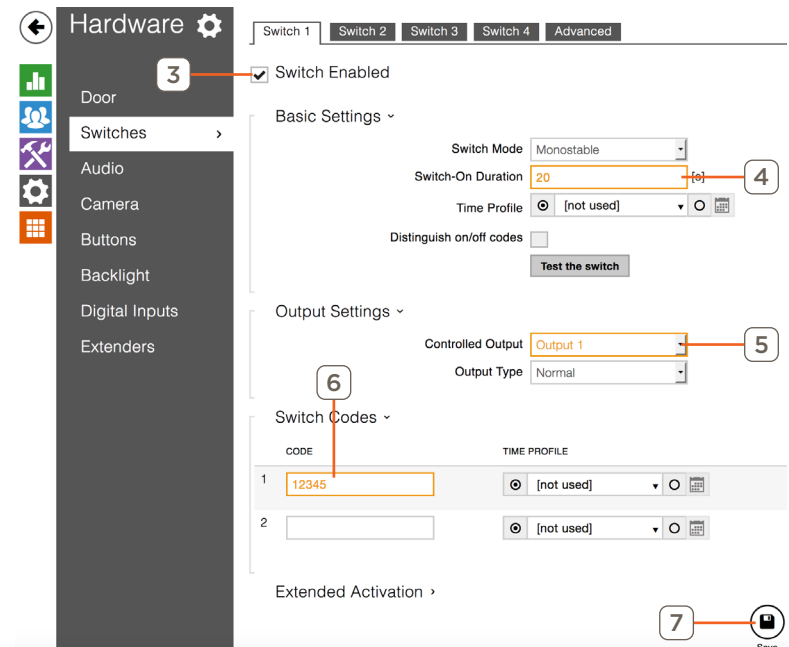 Hardware
Switch 1 Switch 2 Switch 3 Switch 4 Advanced
3
Switch Enabled
Door
Switches ›
Audio
Camera
Buttons
Backlight
Digital Inputs
Extenders
Basic Settings
Switch Mode Monostable
Switch-On Duration 20 [s]
4
Time Profile [not used]
Distinguish on/off codes
Test the switch
Output Settings
Controlled Output Output 1
5
Output Type Normal
6
Switch Codes
CODE TIME PROFILE
1 12345 [not used]
2 [not used]
Extended Activation ›
7
Save